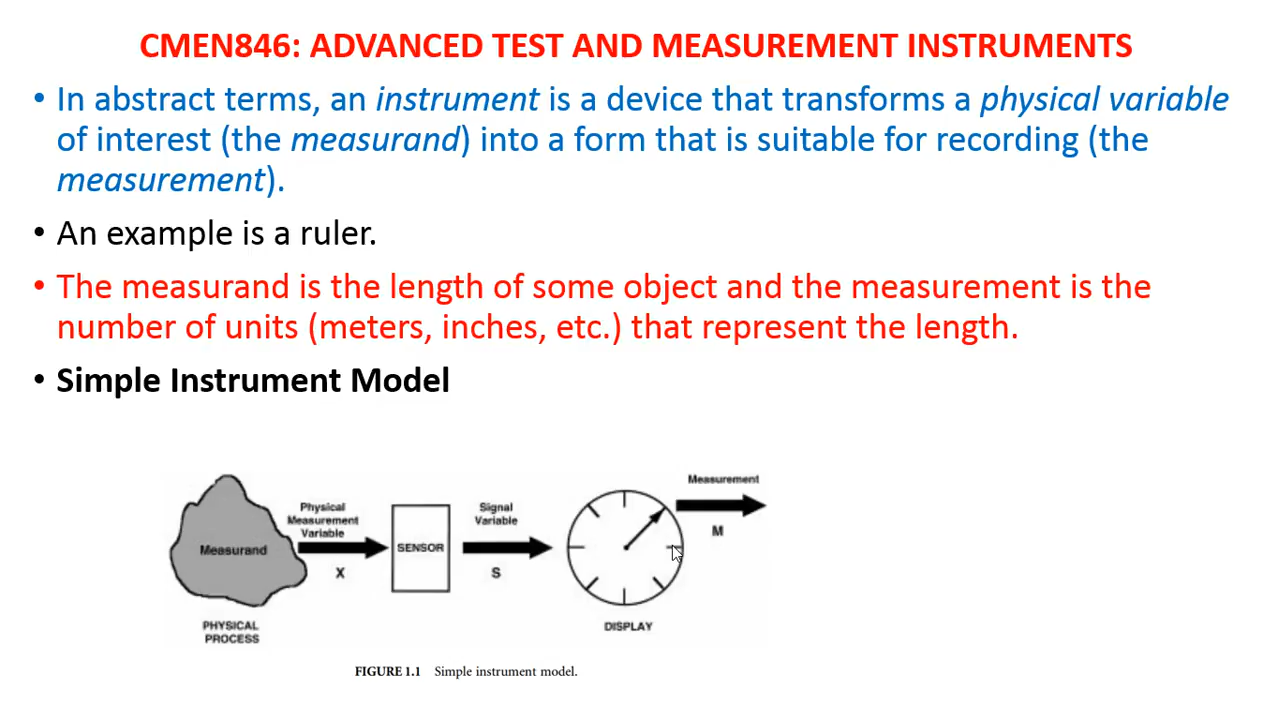 CMEN846: ADVANCED TEST AND MEASUREMENT INSTRUMENTS
• In abstract terms, an instrument is a device that transforms a physical variable
of interest (the measurand) into a form that is suitable for recording (the
measurement).
• An example is a ruler.
• The measurand is the length of some object and the measurement is the
number of units (meters, inches, etc.) that represent the length.
• Simple Instrument Model
Measurand
PHYSICAL
PROCESS
Physical
Measurement
Variable
X
SENSOR
Signal
Variable
S
DISPLAY
Measurement
M
FIGURE 1.1 Simple instrument model.